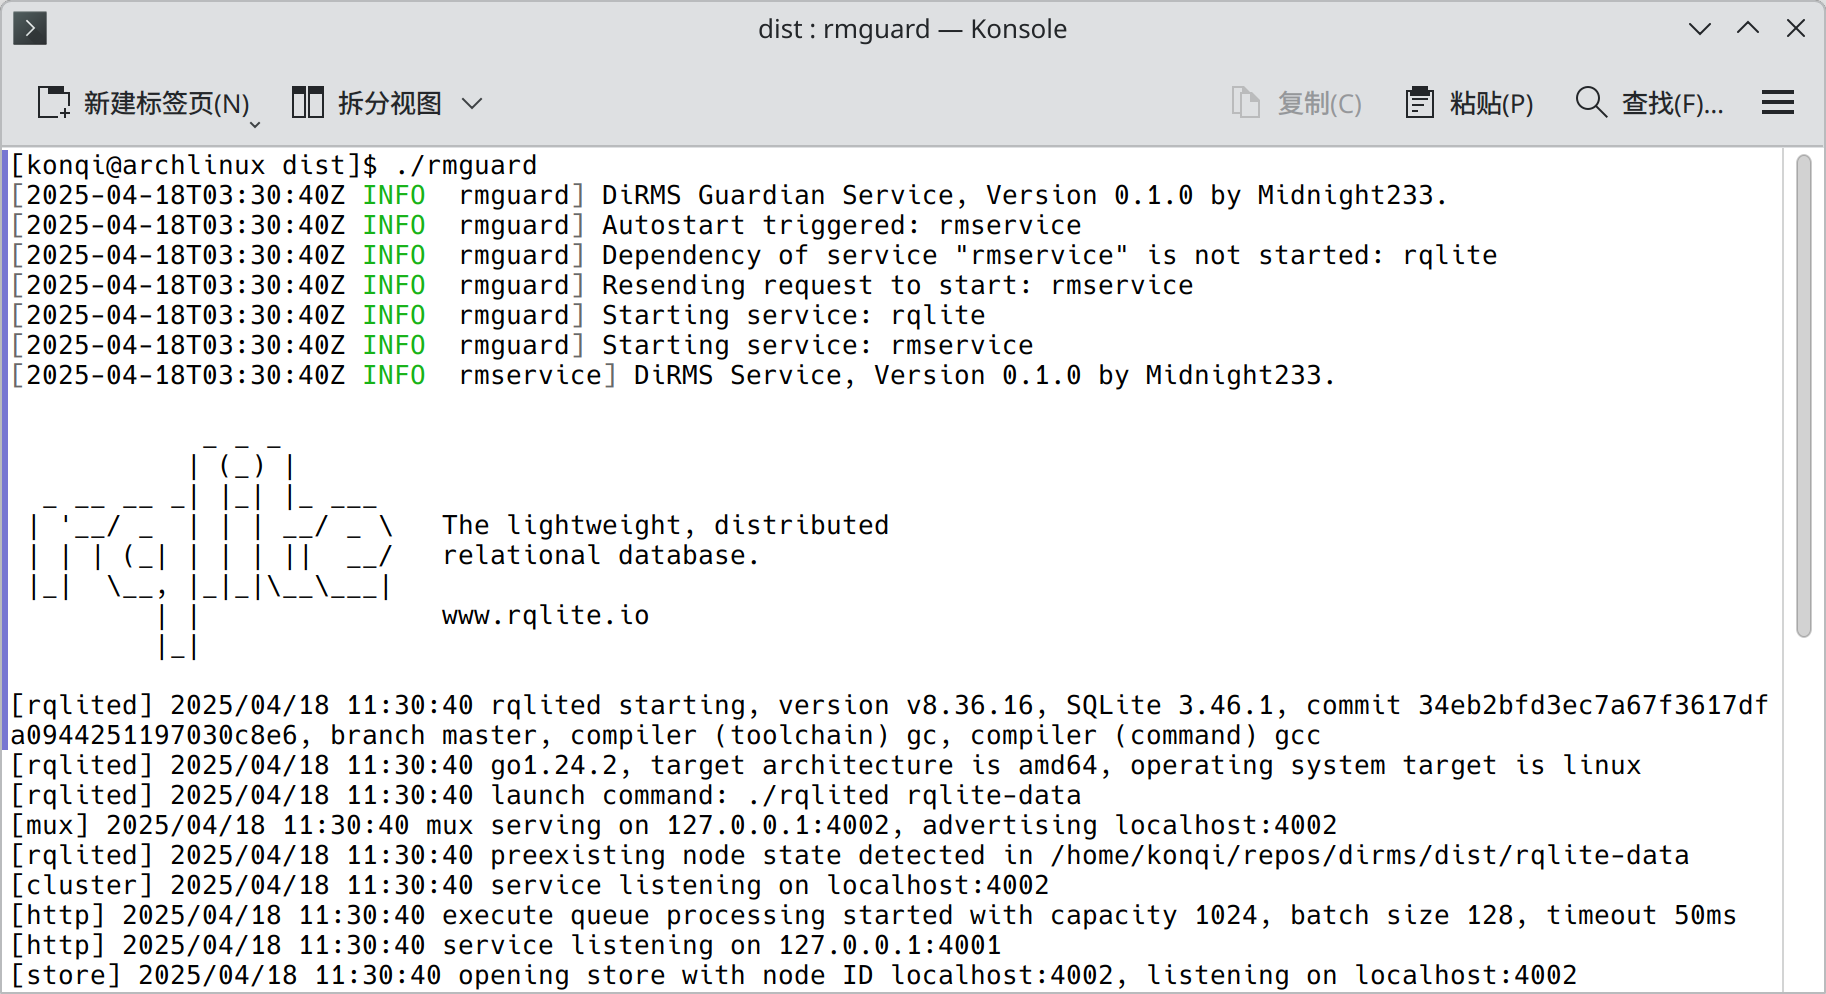 dist : rmguard — Konsole
新建标签页(N) 拆分视图 复制(C) 粘贴(P) 查找(F)...
[konqi@archlinux dist]$ ./rmguard
[2025-04-18T03:30:40Z INFO  rmguard] DiRMS Guardian Service, Version 0.1.0 by Midnight233.
[2025-04-18T03:30:40Z INFO  rmguard] Autostart triggered: rmservice
[2025-04-18T03:30:40Z INFO  rmguard] Dependency of service "rmservice" is not started: rqlite
[2025-04-18T03:30:40Z INFO  rmguard] Resending request to start: rmservice
[2025-04-18T03:30:40Z INFO  rmguard] Starting service: rqlite
[2025-04-18T03:30:40Z INFO  rmguard] Starting service: rmservice
[2025-04-18T03:30:40Z INFO  rmservice] DiRMS Service, Version 0.1.0 by Midnight233.
            _ _ _
           | (_) |
  _ __ __ _| |_| |_ ___
 | '__/ _  | | | __/ _ \   The lightweight, distributed
 | | | (_| | | | ||  __/   relational database.
 |_|  \__, |_|_|\__\___|
         | |               www.rqlite.io
         |_|
[rqlited] 2025/04/18 11:30:40 rqlited starting, version v8.36.16, SQLite 3.46.1, commit 34eb2bfd3ec7a67f3617df
a0944251197030c8e6, branch master, compiler (toolchain) gc, compiler (command) gcc
[rqlited] 2025/04/18 11:30:40 go1.24.2, target architecture is amd64, operating system target is linux
[rqlited] 2025/04/18 11:30:40 launch command: ./rqlited rqlite-data
[mux] 2025/04/18 11:30:40 mux serving on 127.0.0.1:4002, advertising localhost:4002
[rqlited] 2025/04/18 11:30:40 preexisting node state detected in /home/konqi/repos/dirms/dist/rqlite-data
[cluster] 2025/04/18 11:30:40 service listening on localhost:4002
[http] 2025/04/18 11:30:40 execute queue processing started with capacity 1024, batch size 128, timeout 50ms
[http] 2025/04/18 11:30:40 service listening on 127.0.0.1:4001
[store] 2025/04/18 11:30:40 opening store with node ID localhost:4002, listening on localhost:4002